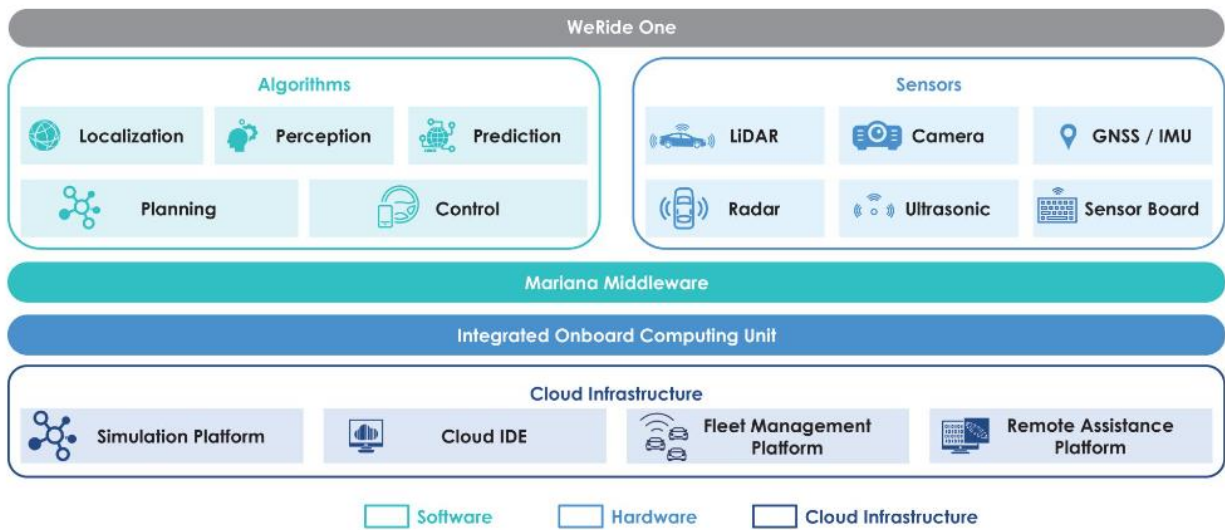 WeRide One
Algorithms
Localization
Perception
Prediction
Planning
Control
Sensors
LiDAR
Camera
GNSS / IMU
Radar
Ultrasonic
Sensor Board
Mariana Middleware
Integrated Onboard Computing Unit
Cloud Infrastructure
Simulation Platform
Cloud IDE
Fleet Management
Platform
Remote Assistance
Platform
Software
Hardware
Cloud Infrastructure